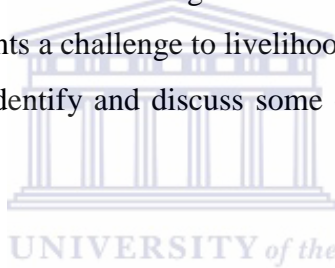 nts a challenge to livelihoo
dentify and discuss some
UNIVERSITY of the